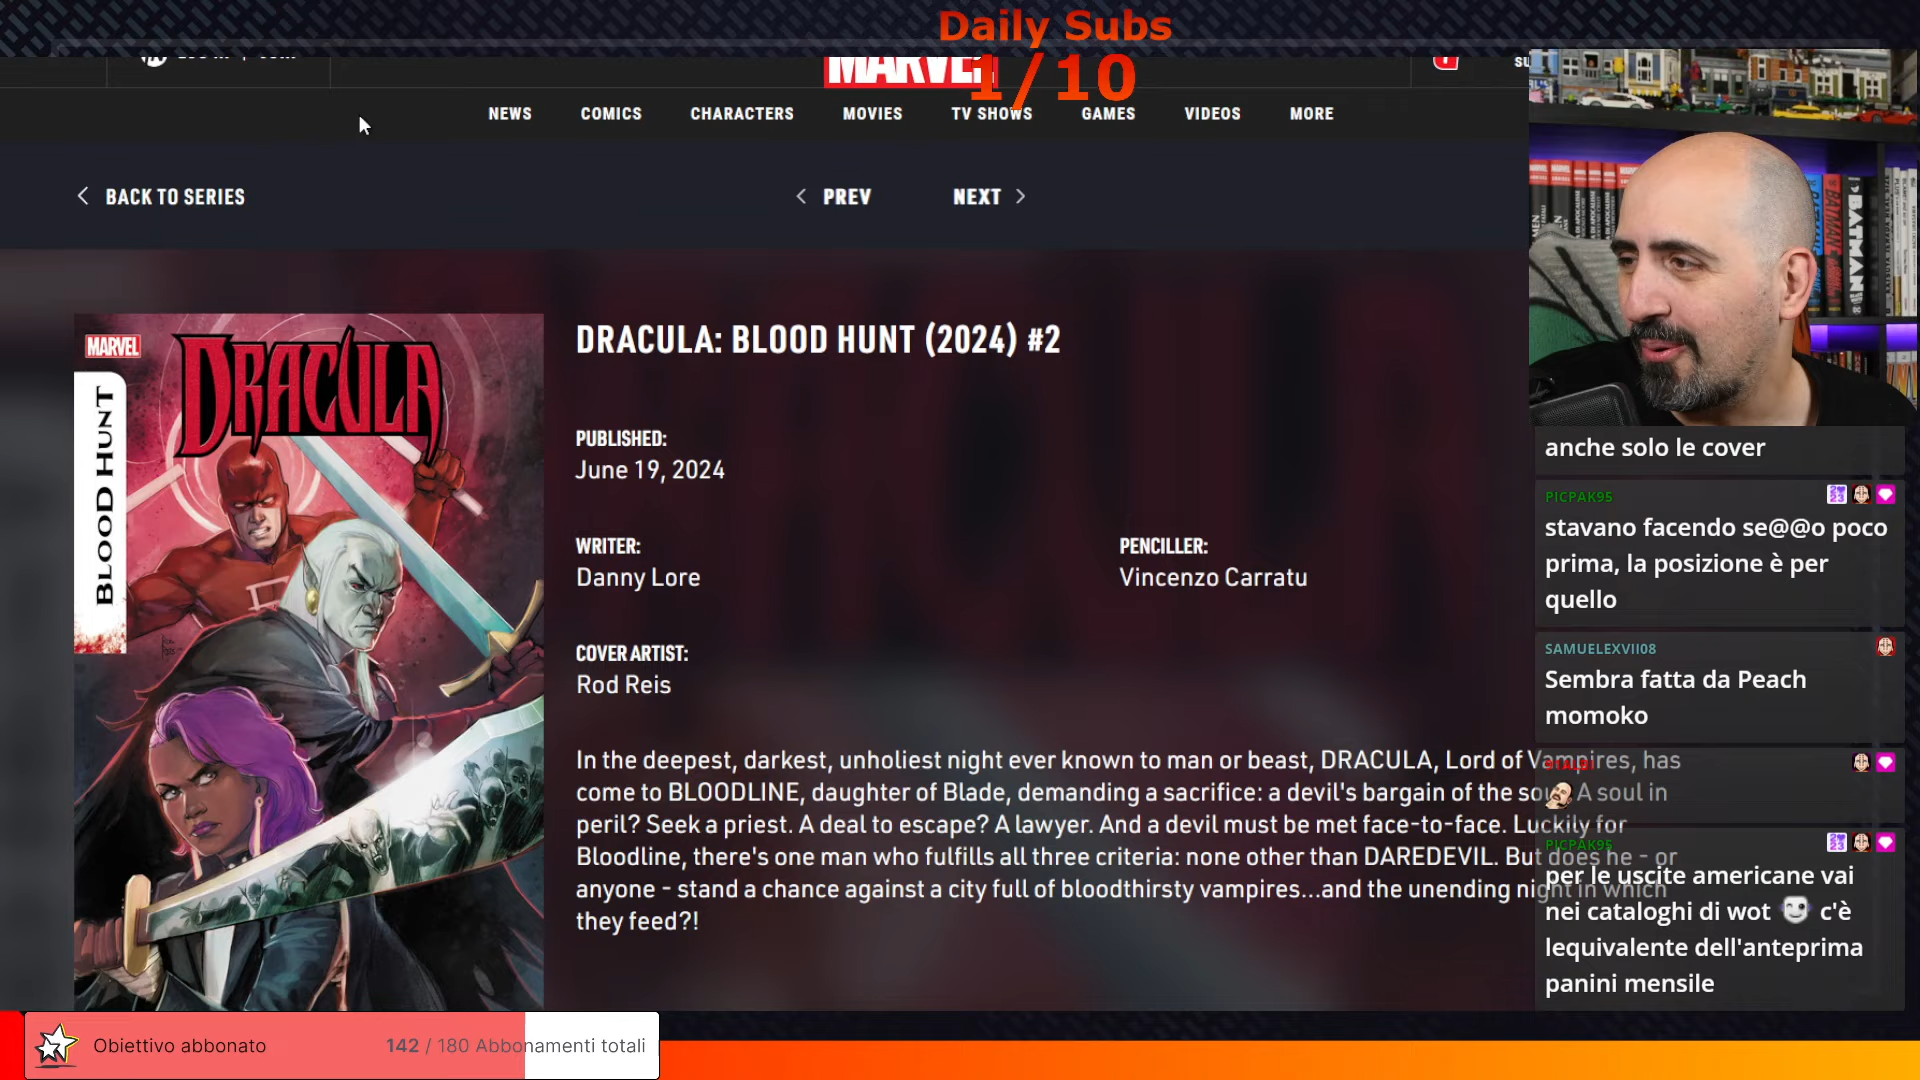 Daily Subs
1/10
MARVEL
NEWS
COMICS
CHARACTERS
MOVIES
TV SHOWS
GAMES
VIDEOS
MORE
BACK TO SERIES
PREV
NEXT
MARVEL
DRACULA
BLOOD HUNT
DRACULA: BLOOD HUNT (2024) #2
PUBLISHED:
June 19, 2024
WRITER:
Danny Lore
PENCILLER:
Vincenzo Carratu
COVER ARTIST:
Rod Reis
In the deepest, darkest, unholiest night ever known to man or beast, DRACULA, Lord of Vampires, has
come to BLOODLINE, daughter of Blade, demanding a sacrifice: a devil's bargain of the soul. A soul in
peril? Seek a priest. A deal to escape? A lawyer. And a devil must be met face-to-face. Luckily for
Bloodline, there's one man who fulfills all three criteria: none other than DAREDEVIL. But does he - or
anyone - stand a chance against a city full of bloodthirsty vampires...and the unending night in which
they feed?!
BATMAN
BATMAN
anche solo le cover
PICPAK95
stavano facendo se@@o poco
prima, la posizione è per
quello
SAMUELEXVII08
Sembra fatta da Peach
momoko
PICPAK95
per le uscite americane vai
nei cataloghi di wot c'è
lequivalente dell'anteprima
panini mensile
Obiettivo abbonato
142 / 180 Abbonamenti totali